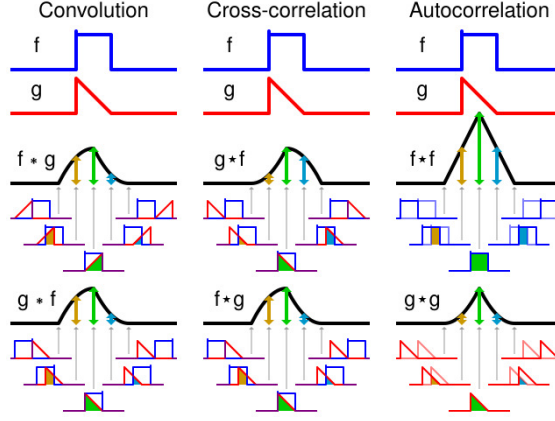 Convolution Cross-correlation Autocorrelation
f f f
g g g
f * g g⋆f f⋆f
g * f f⋆g g⋆g